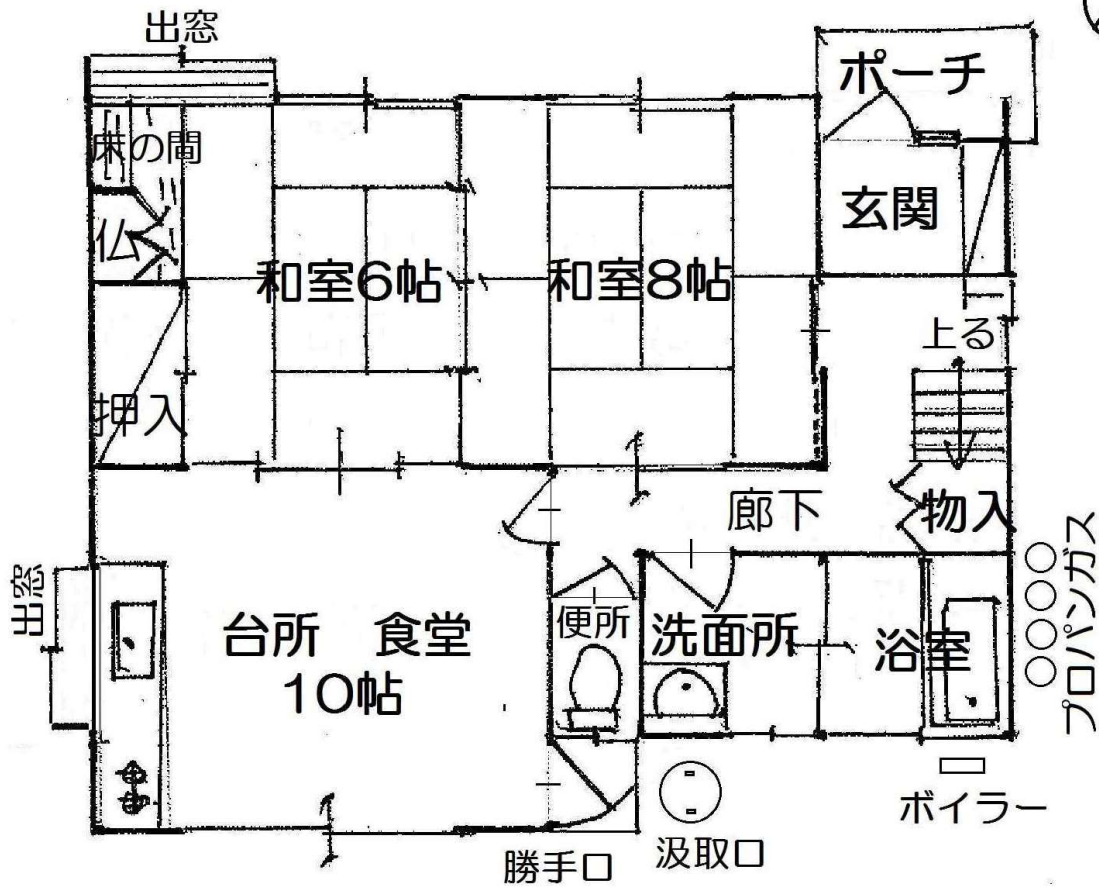 出窓
ポーチ
床の間
玄関
仏
和室6帖
和室8帖
上る
押入
廊下
物入
出窓
台所 食堂
10帖
便所
洗面所
浴室
プロパンガス
ボイラー
勝手口
汲取口